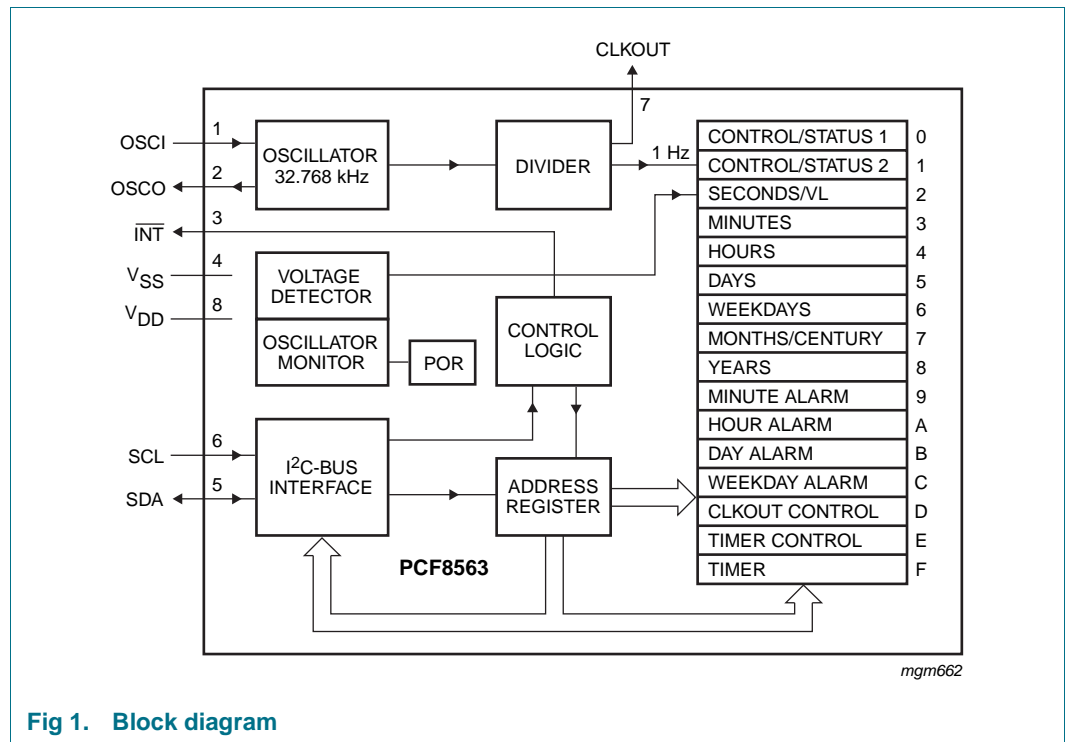 CLKOUT
7
OSCI
1
OSCO
2
INT
3
VSS
4
VDD
8
OSCILLATOR
32.768 kHz
DIVIDER
1 Hz
VOLTAGE
DETECTOR
OSCILLATOR
MONITOR
POR
CONTROL
LOGIC
SCL
6
SDA
5
I2C-BUS
INTERFACE
ADDRESS
REGISTER
PCF8563
CONTROL/STATUS 1 0
CONTROL/STATUS 2 1
SECONDS/VL 2
MINUTES 3
HOURS 4
DAYS 5
WEEKDAYS 6
MONTHS/CENTURY 7
YEARS 8
MINUTE ALARM 9
HOUR ALARM A
DAY ALARM B
WEEKDAY ALARM C
CLKOUT CONTROL D
TIMER CONTROL E
TIMER F
mgm662
Fig 1. Block diagram